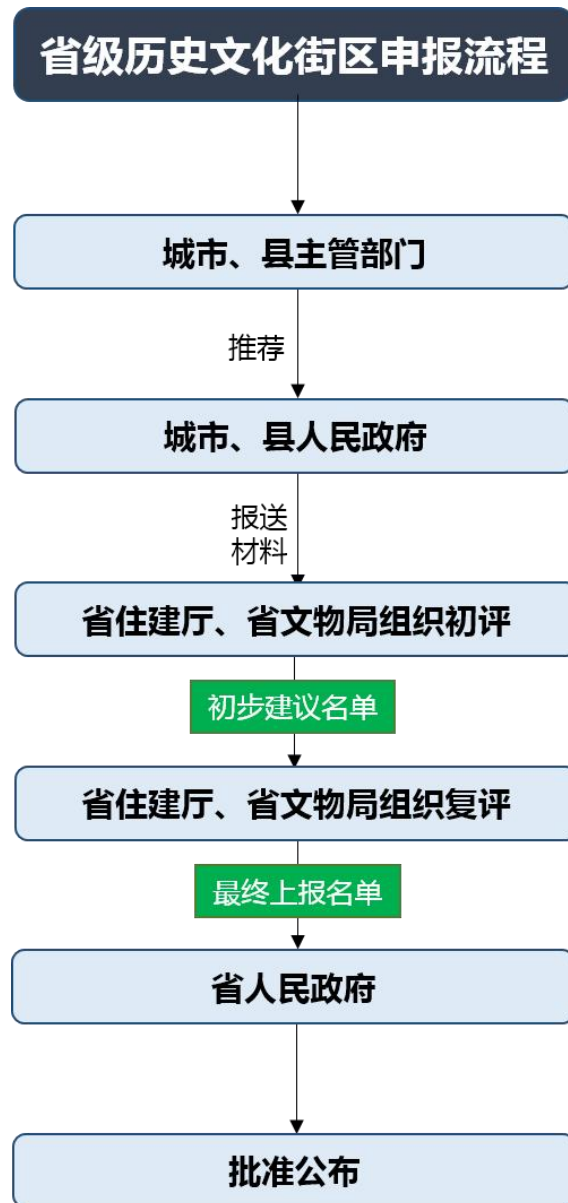 省级历史文化街区申报流程
城市、县主管部门
推荐
城市、县人民政府
报送
材料
省住建厅、省文物局组织初评
初步建议名单
省住建厅、省文物局组织复评
最终上报名单
省人民政府
批准公布